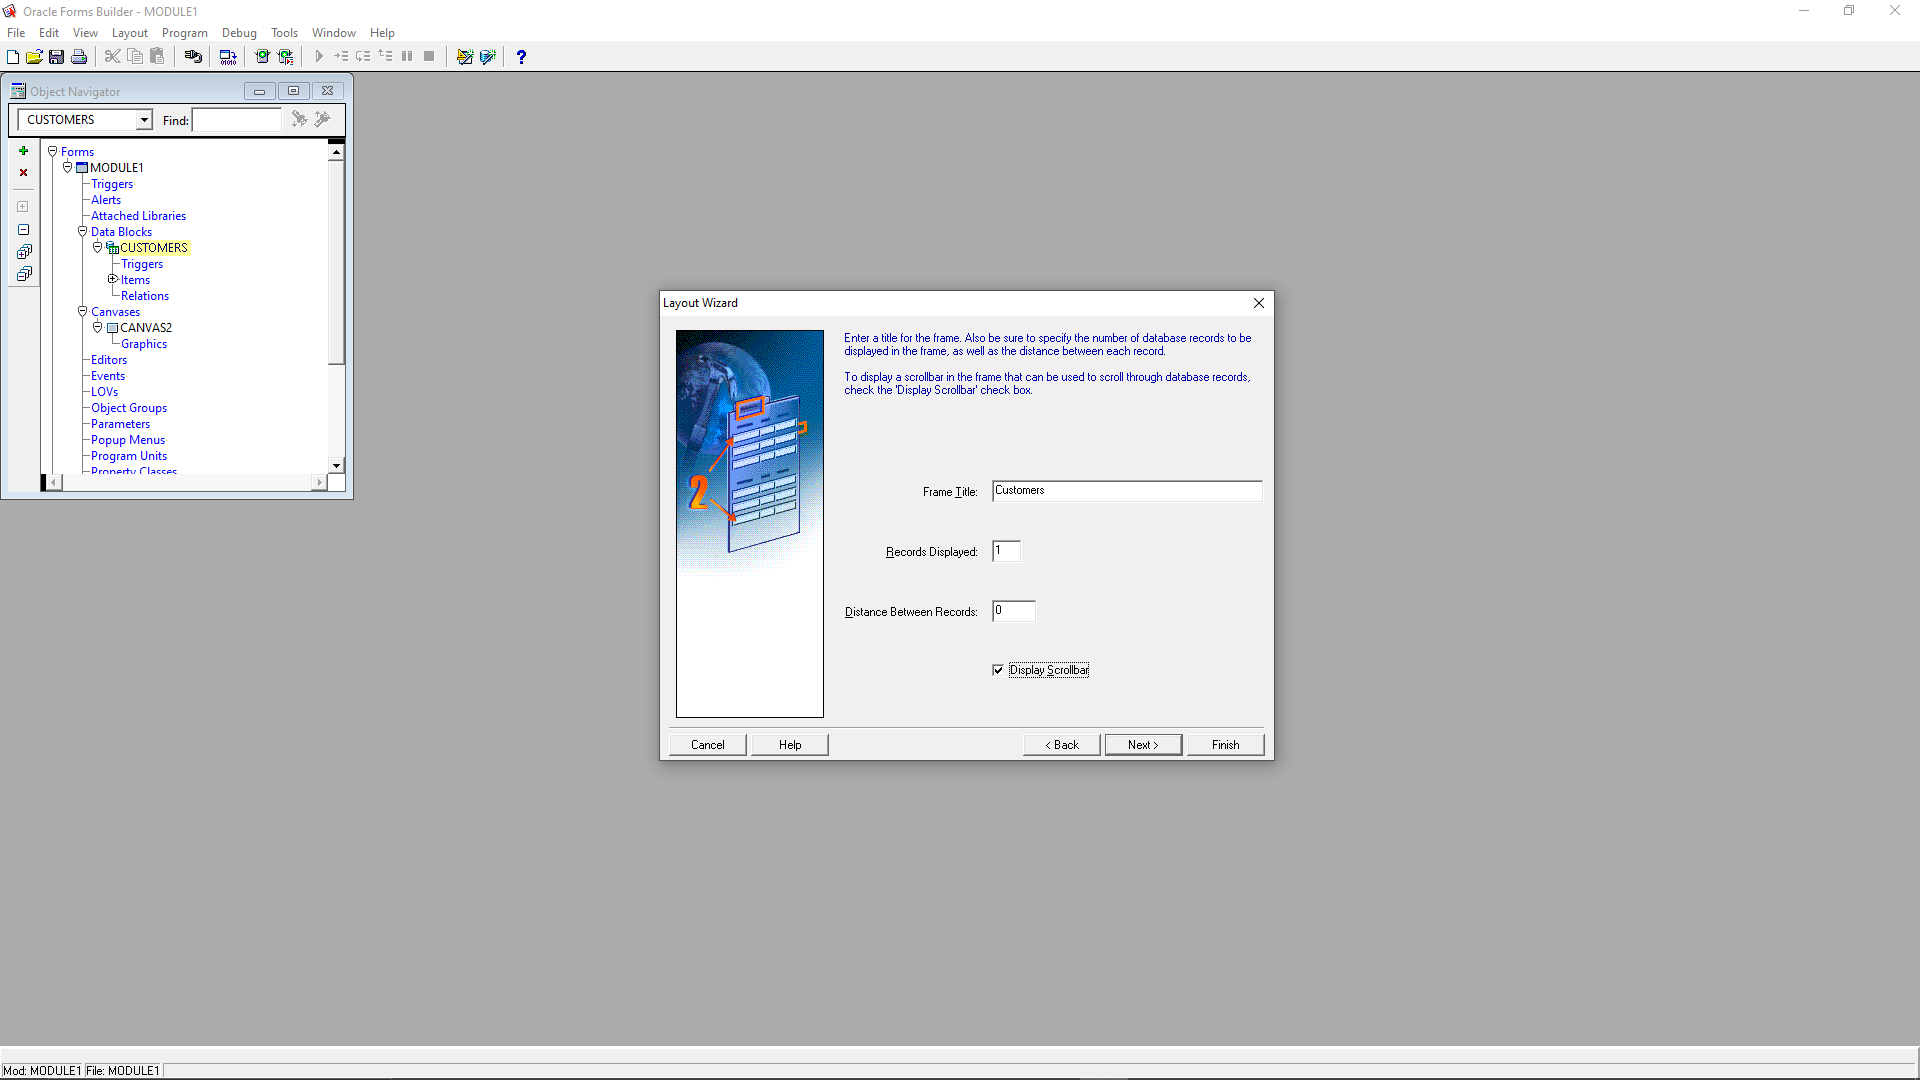 Oracle Forms Builder - MODULE1
File Edit View Layout Program Debug Tools Window Help
Object Navigator
CUSTOMERS Find:
Forms
MODULE1
Triggers
Alerts
Attached Libraries
Data Blocks
CUSTOMERS
Triggers
Items
Relations
Canvases
CANVAS2
Graphics
Editors
Events
LOVs
Object Groups
Parameters
Popup Menus
Program Units
Property Classes
Layout Wizard
Enter a title for the frame. Also be sure to specify the number of database records to be
displayed in the frame, as well as the distance between each record.
To display a scrollbar in the frame that can be used to scroll through database records,
check the 'Display Scrollbar' check box.
2
Frame Title: Customers
Records Displayed: 1
Distance Between Records: 0
Display Scrollbar
Cancel Help < Back Next > Finish
Mod: MODULE1 File: MODULE1